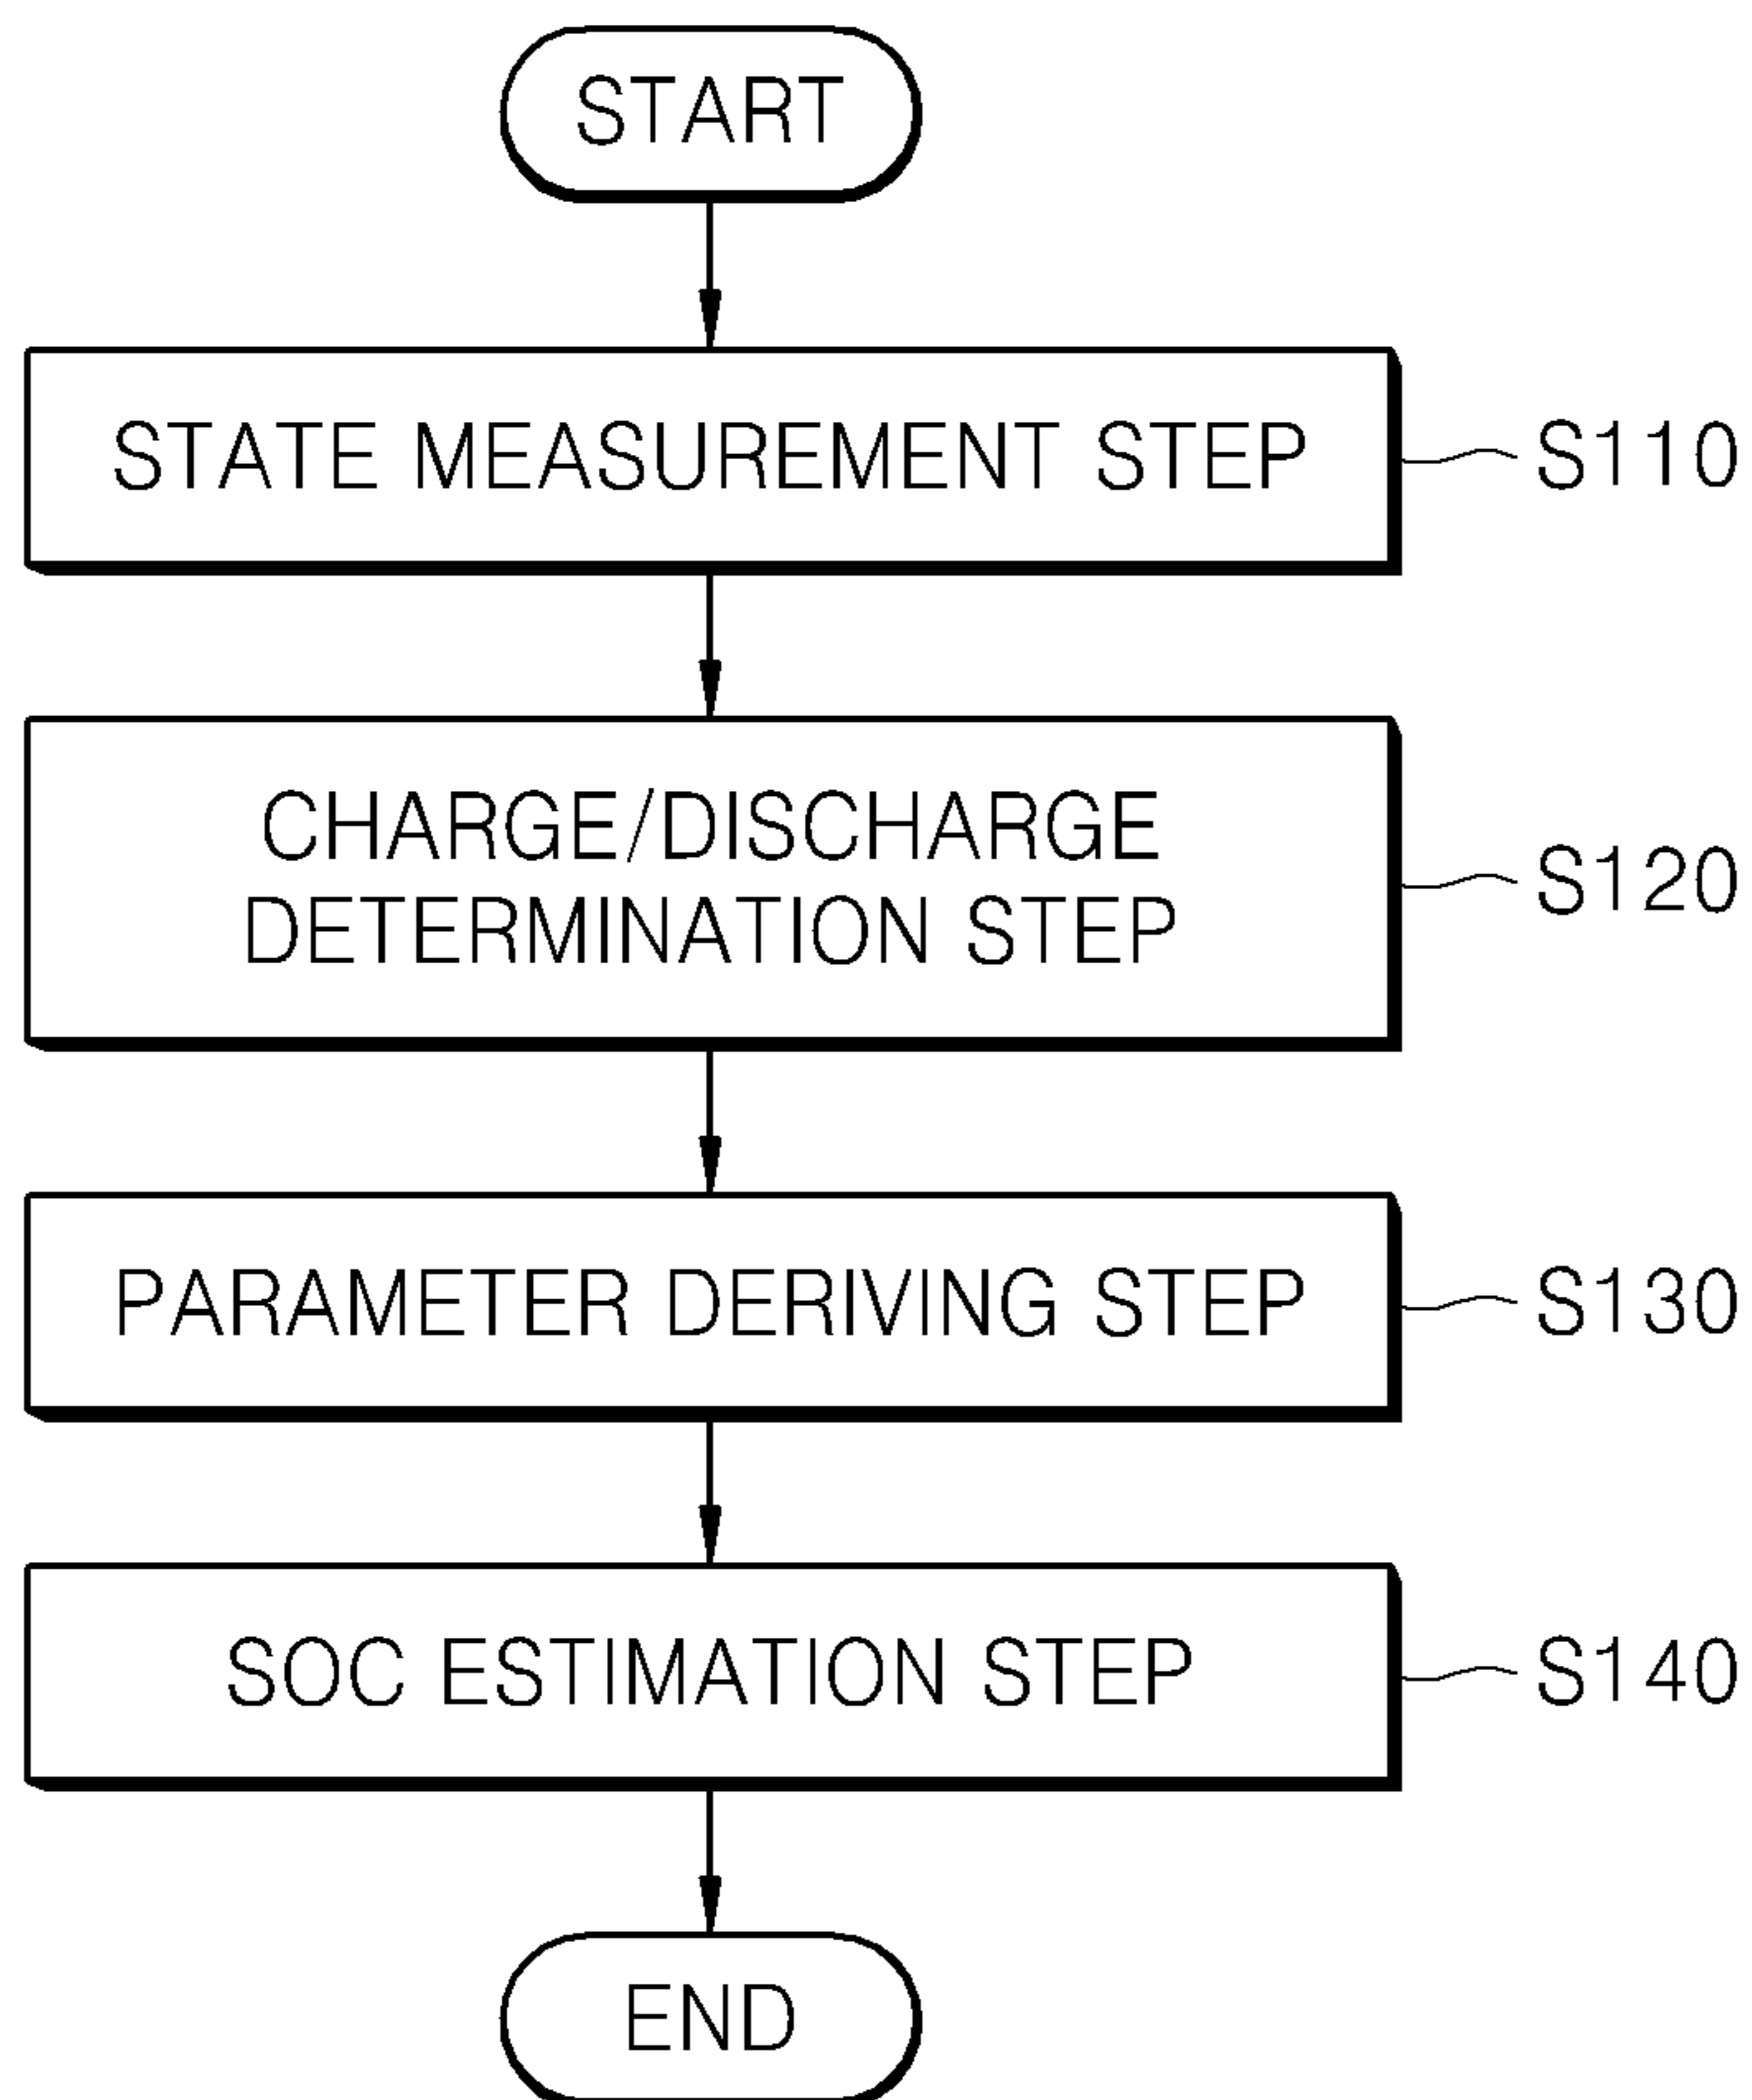 START
STATE MEASUREMENT STEP
S110
CHARGE/DISCHARGE
DETERMINATION STEP
S120
PARAMETER DERIVING STEP
S130
SOC ESTIMATION STEP
S140
END